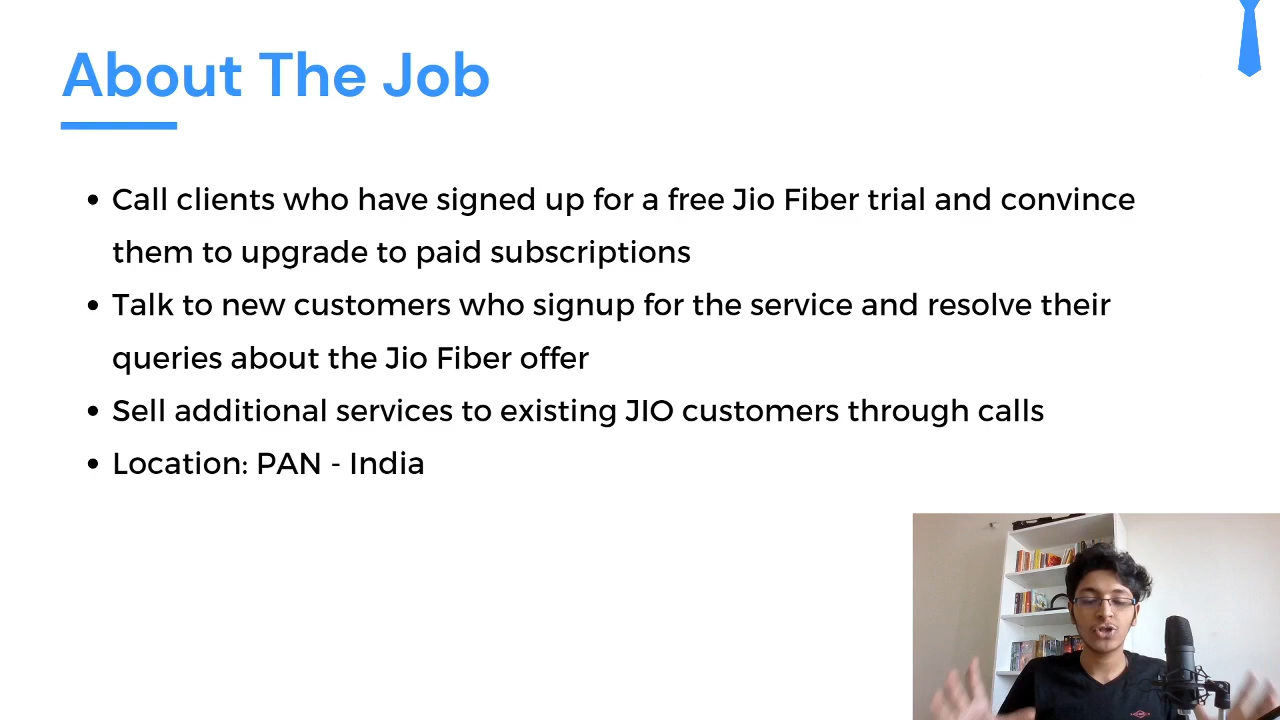 About The Job
• Call clients who have signed up for a free Jio Fiber trial and convince
them to upgrade to paid subscriptions
• Talk to new customers who signup for the service and resolve their
queries about the Jio Fiber offer
• Sell additional services to existing JIO customers through calls
• Location: PAN - India